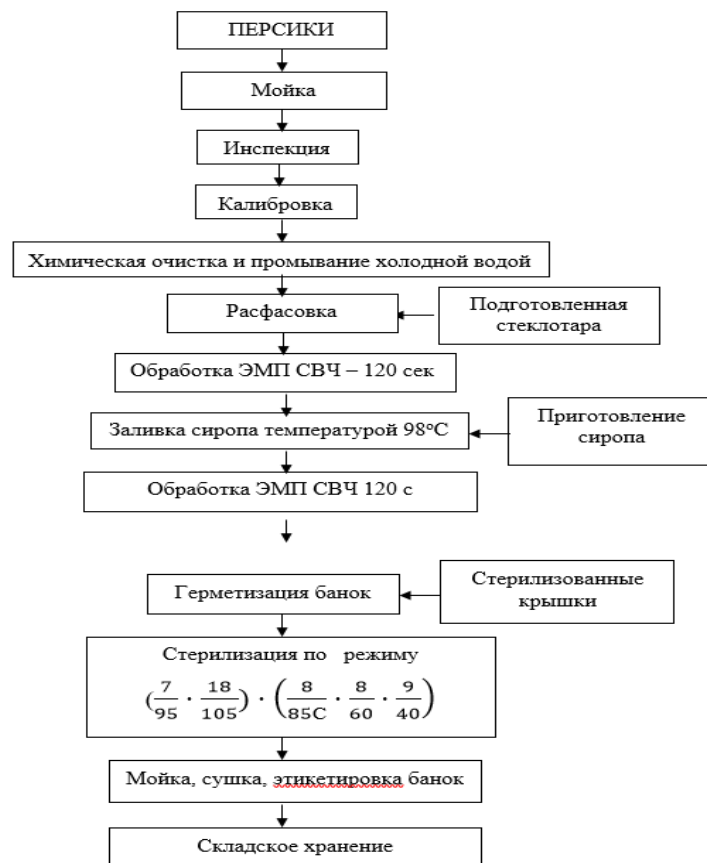 ПЕРСИКИ
Мойка
Инспекция
Калибровка
Химическая очистка и промывание холодной водой
Расфасовка
Подготовленная
стеклотара
Обработка ЭМП СВЧ – 120 сек
Заливка сиропа температурой 98°С
Приготовление
сиропа
Обработка ЭМП СВЧ 120 с
Герметизация банок
Стерилизованные
крышки
Стерилизация по режиму
(7/95 · 18/105) · (8/85C · 8/60 · 9/40)
Мойка, сушка, этикетировка банок
Складское хранение